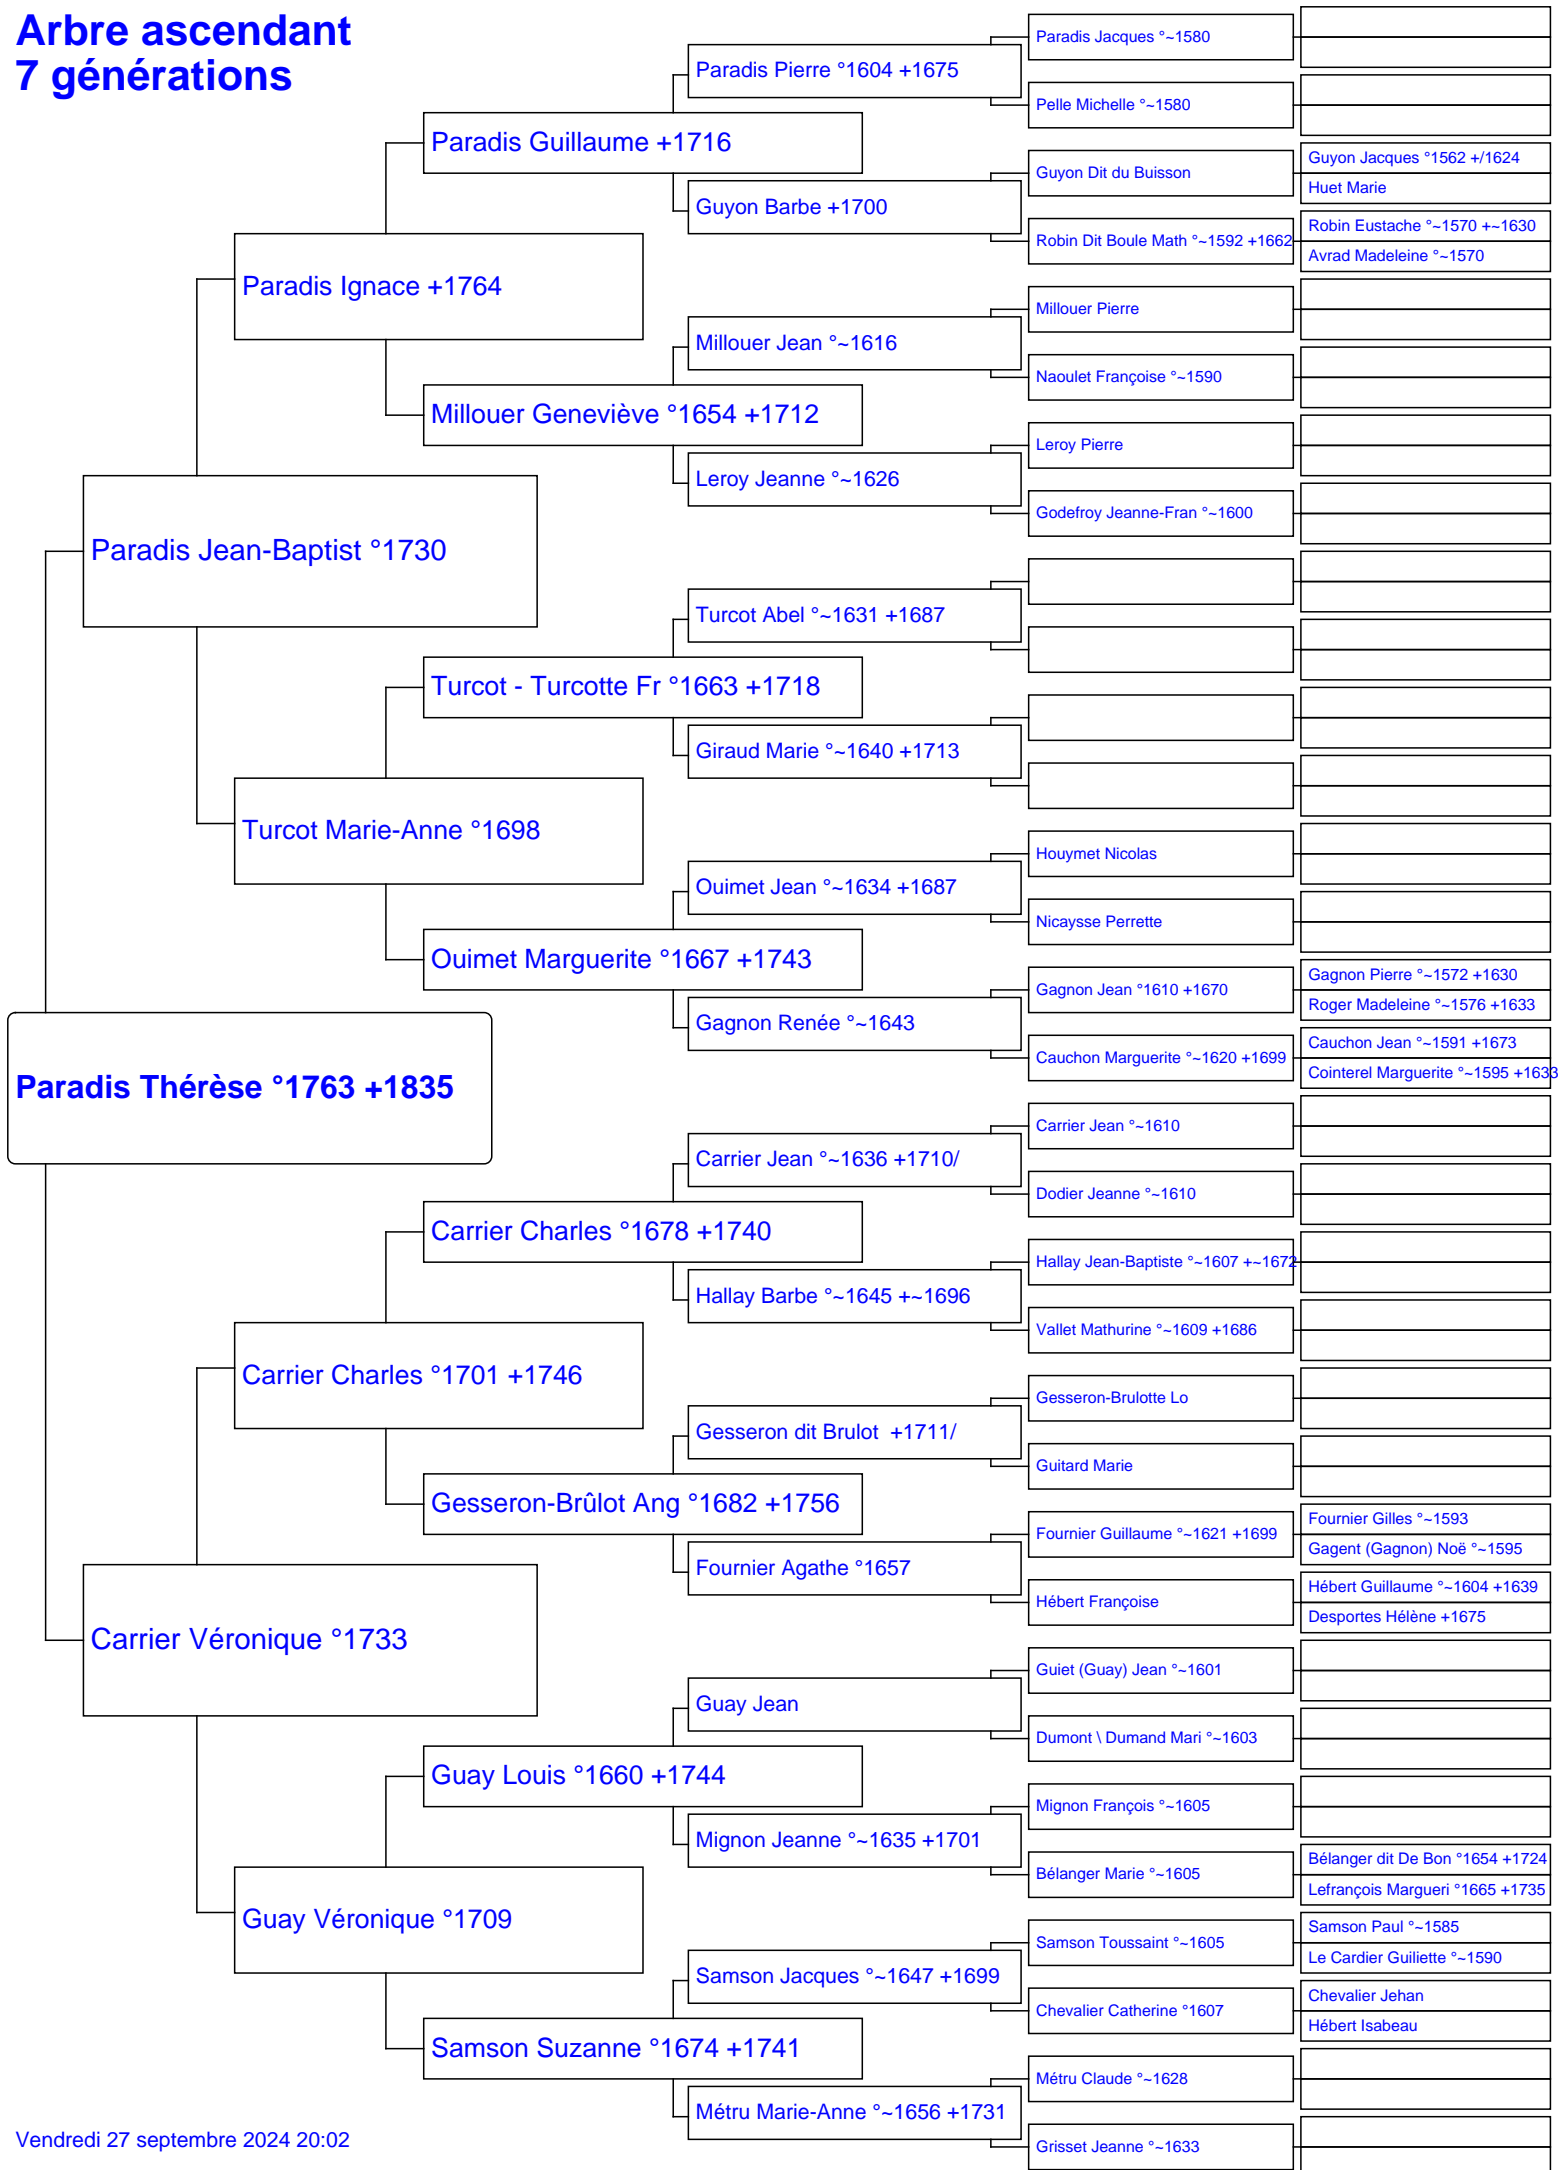 Arbre ascendant
7 générations
Paradis Thérèse °1763 +1835
Paradis Jean-Baptist °1730
Carrier Véronique °1733
Paradis Ignace +1764
Turcot Marie-Anne °1698
Carrier Charles °1701 +1746
Guay Véronique °1709
Paradis Guillaume +1716
Millouer Geneviève °1654 +1712
Turcot - Turcotte Fr °1663 +1718
Ouimet Marguerite °1667 +1743
Carrier Charles °1678 +1740
Gesseron-Brûlot Ang °1682 +1756
Guay Louis °1660 +1744
Samson Suzanne °1674 +1741
Paradis Pierre °1604 +1675
Guyon Barbe +1700
Millouer Jean °~1616
Leroy Jeanne °~1626
Turcot Abel °~1631 +1687
Giraud Marie °~1640 +1713
Ouimet Jean °~1634 +1687
Gagnon Renée °~1643
Carrier Jean °~1636 +1710/
Hallay Barbe °~1645 +~1696
Gesseron dit Brulot  +1711/
Fournier Agathe °1657
Guay Jean
Mignon Jeanne °~1635 +1701
Samson Jacques °~1647 +1699
Métru Marie-Anne °~1656 +1731
Paradis Jacques °~1580
Pelle Michelle °~1580
Guyon Dit du Buisson
Robin Dit Boule Math °~1592 +1662
Millouer Pierre
Naoulet Françoise °~1590
Leroy Pierre
Godefroy Jeanne-Fran °~1600
Houymet Nicolas
Nicaysse Perrette
Gagnon Jean °1610 +1670
Cauchon Marguerite °~1620 +1699
Carrier Jean °~1610
Dodier Jeanne °~1610
Hallay Jean-Baptiste °~1607 +~1672
Vallet Mathurine °~1609 +1686
Gesseron-Brulotte Lo
Guitard Marie
Fournier Guillaume °~1621 +1699
Hébert Françoise
Guiet (Guay) Jean °~1601
Dumont \ Dumand Mari °~1603
Mignon François °~1605
Bélanger Marie °~1605
Samson Toussaint °~1605
Chevalier Catherine °1607
Métru Claude °~1628
Grisset Jeanne °~1633
Guyon Jacques °1562 +/1624
Huet Marie
Robin Eustache °~1570 +~1630
Avrad Madeleine °~1570
Gagnon Pierre °~1572 +1630
Roger Madeleine °~1576 +1633
Cauchon Jean °~1591 +1673
Cointerel Marguerite °~1595 +1633
Fournier Gilles °~1593
Gagent (Gagnon) Noë °~1595
Hébert Guillaume °~1604 +1639
Desportes Hélène +1675
Bélanger dit De Bon °1654 +1724
Lefrançois Margueri °1665 +1735
Samson Paul °~1585
Le Cardier Guiliette °~1590
Chevalier Jehan
Hébert Isabeau
Vendredi 27 septembre 2024 20:02